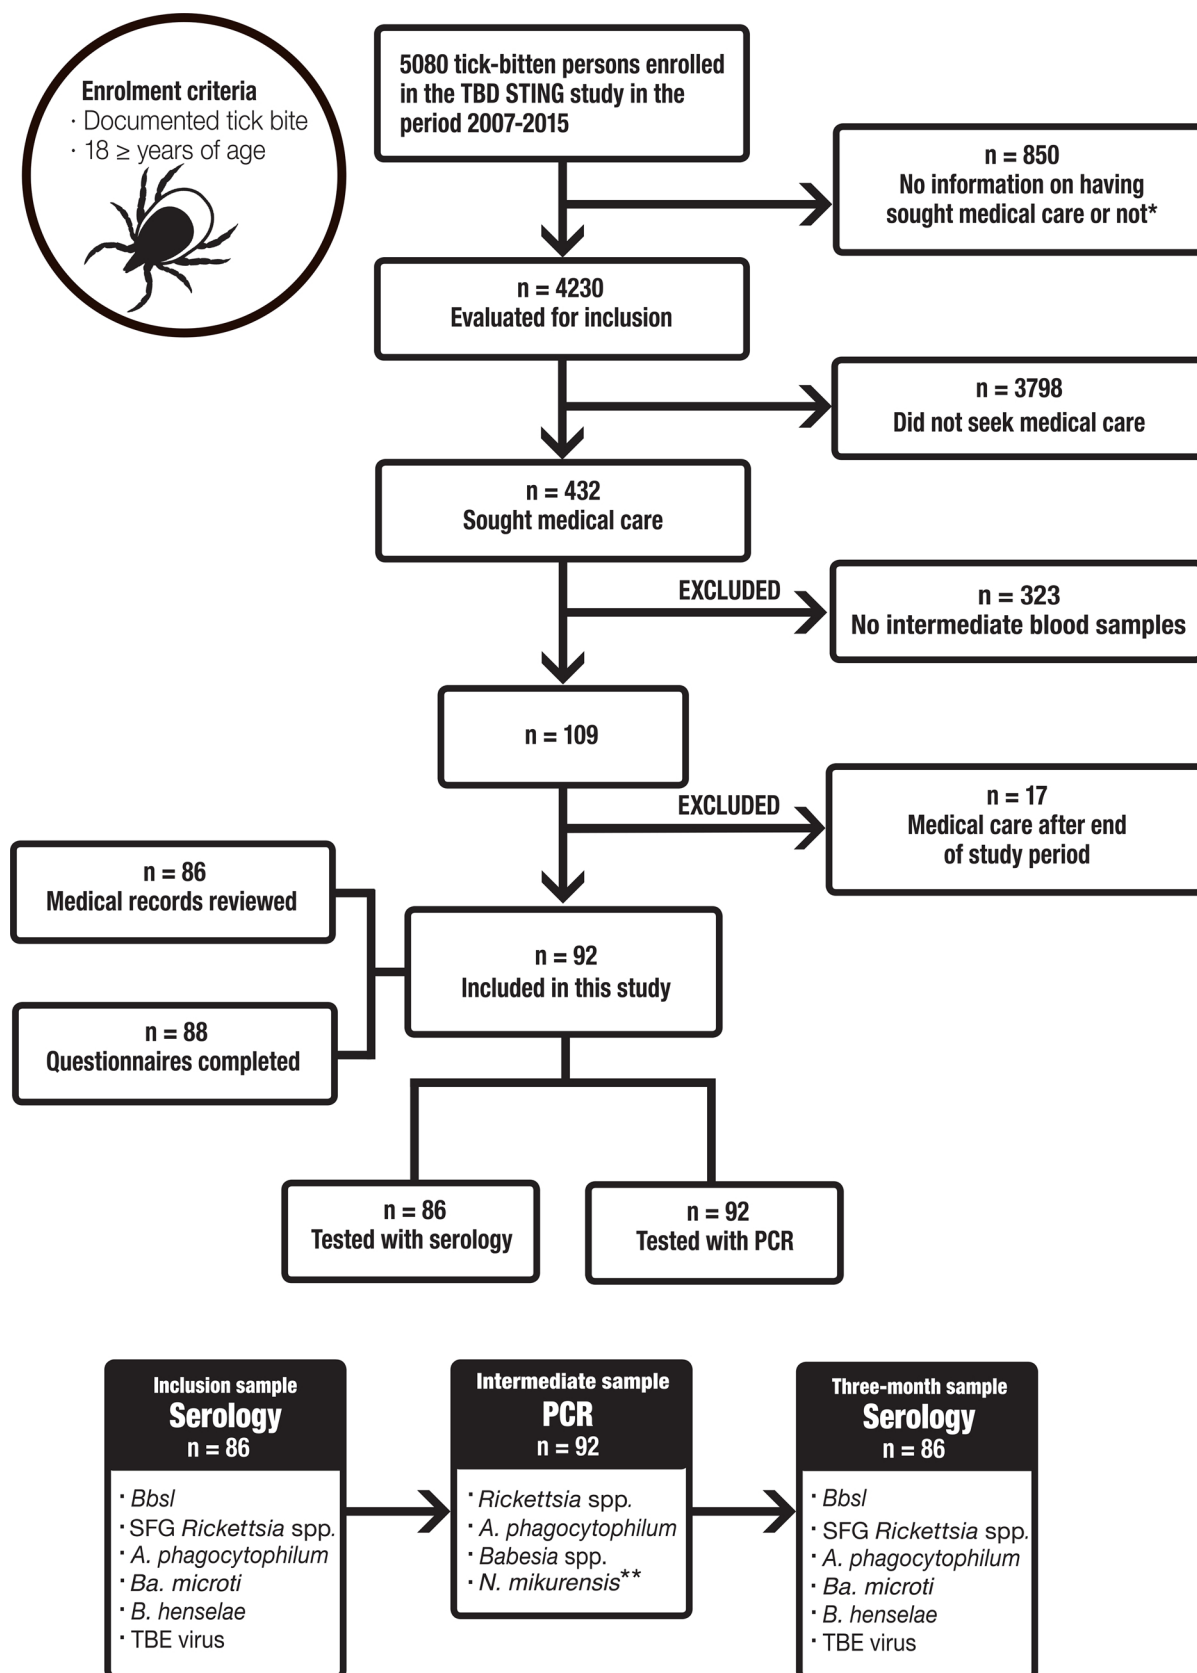 Enrolment criteria
· Documented tick bite
· 18 ≥ years of age
5080 tick-bitten persons enrolled
in the TBD STING study in the
period 2007-2015
n = 850
No information on having
sought medical care or not*
n = 4230
Evaluated for inclusion
n = 3798
Did not seek medical care
n = 432
Sought medical care
EXCLUDED
n = 323
No intermediate blood samples
n = 109
EXCLUDED
n = 17
Medical care after end
of study period
n = 86
Medical records reviewed
n = 92
Included in this study
n = 88
Questionnaires completed
n = 86
Tested with serology
n = 92
Tested with PCR
Inclusion sample
Serology
n = 86
· Bbsl
· SFG Rickettsia spp.
· A. phagocytophilum
· Ba. microti
· B. henselae
· TBE virus
Intermediate sample
PCR
n = 92
· Rickettsia spp.
· A. phagocytophilum
· Babesia spp.
· N. mikurensis**
Three-month sample
Serology
n = 86
· Bbsl
· SFG Rickettsia spp.
· A. phagocytophilum
· Ba. microti
· B. henselae
· TBE virus